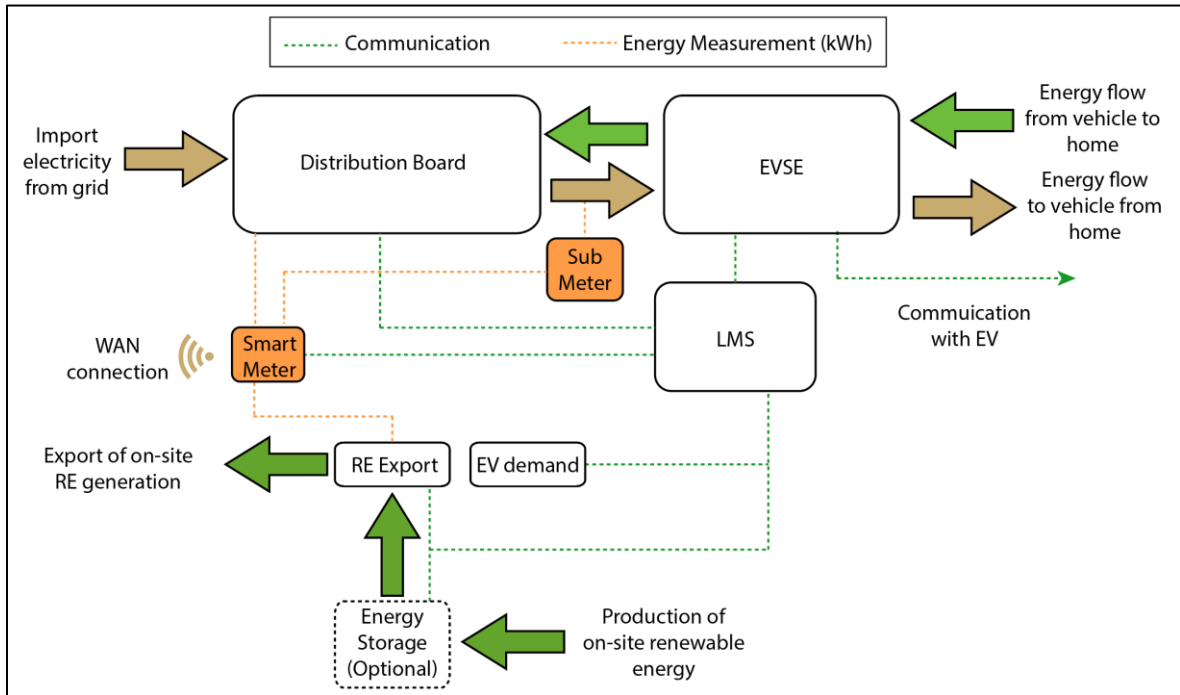 Communication
Energy Measurement (kWh)
Import
electricity
from grid
Distribution Board
EVSE
Energy flow
from vehicle to
home
Energy flow
to vehicle from
home
Sub
Meter
LMS
Commuication
with EV
WAN
connection
Smart
Meter
Export of on-site
RE generation
RE Export
EV demand
Energy
Storage
(Optional)
Production of
on-site renewable
energy